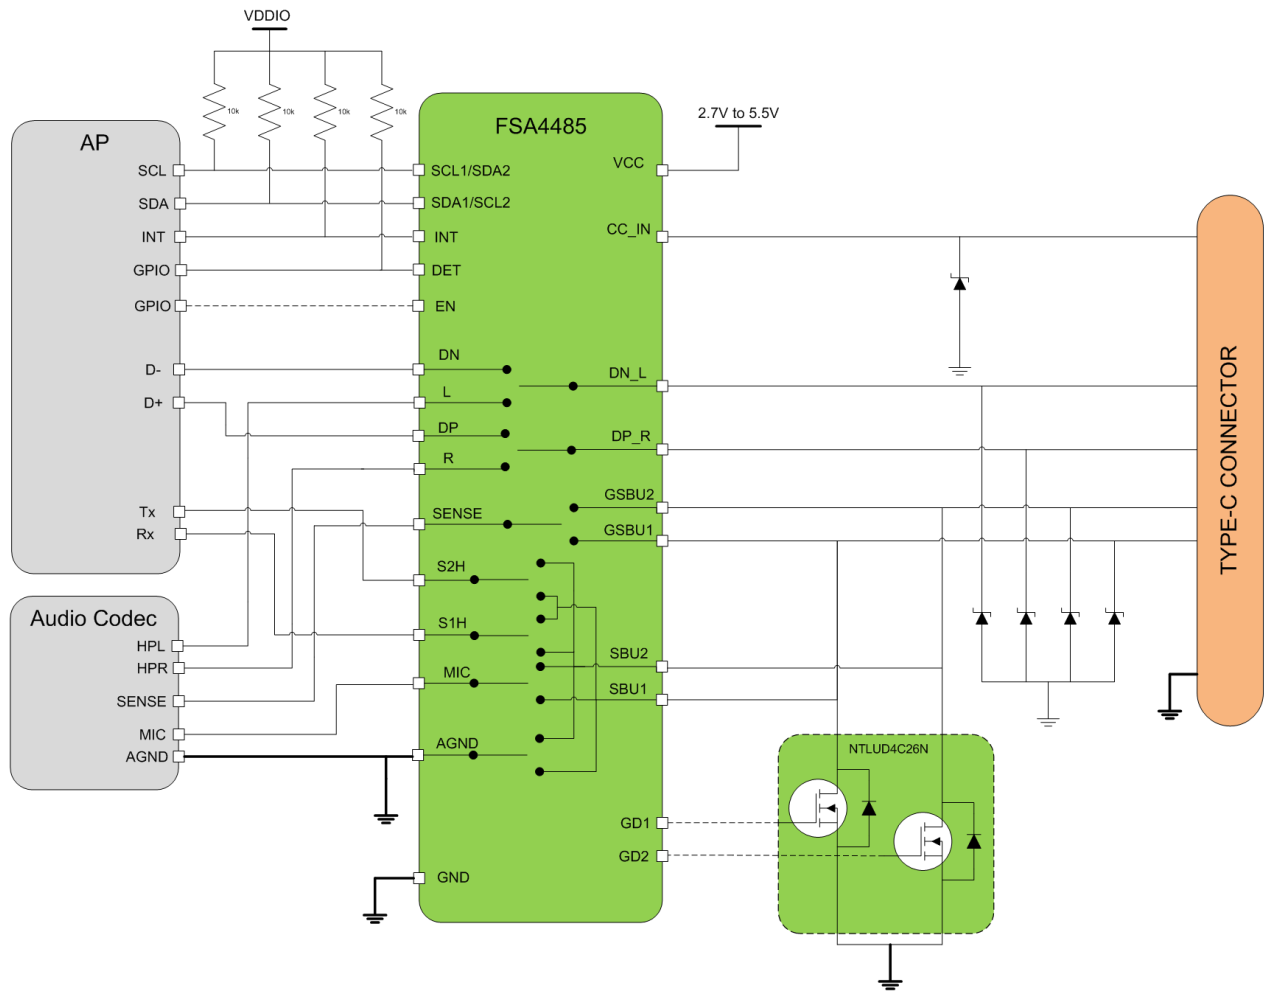 VDDIO
10k
10k
10k
10k
AP
SCL
SDA
INT
GPIO
GPIO
D-
D+
Tx
Rx
Audio Codec
HPL
HPR
SENSE
MIC
AGND
FSA4485
SCL1/SDA2
SDA1/SCL2
INT
DET
EN
DN
L
DP
R
SENSE
S2H
S1H
MIC
AGND
GND
VCC
CC_IN
DN_L
DP_R
GSBU2
GSBU1
SBU2
SBU1
GD1
GD2
2.7V to 5.5V
NTLUD4C26N
TYPE-C CONNECTOR